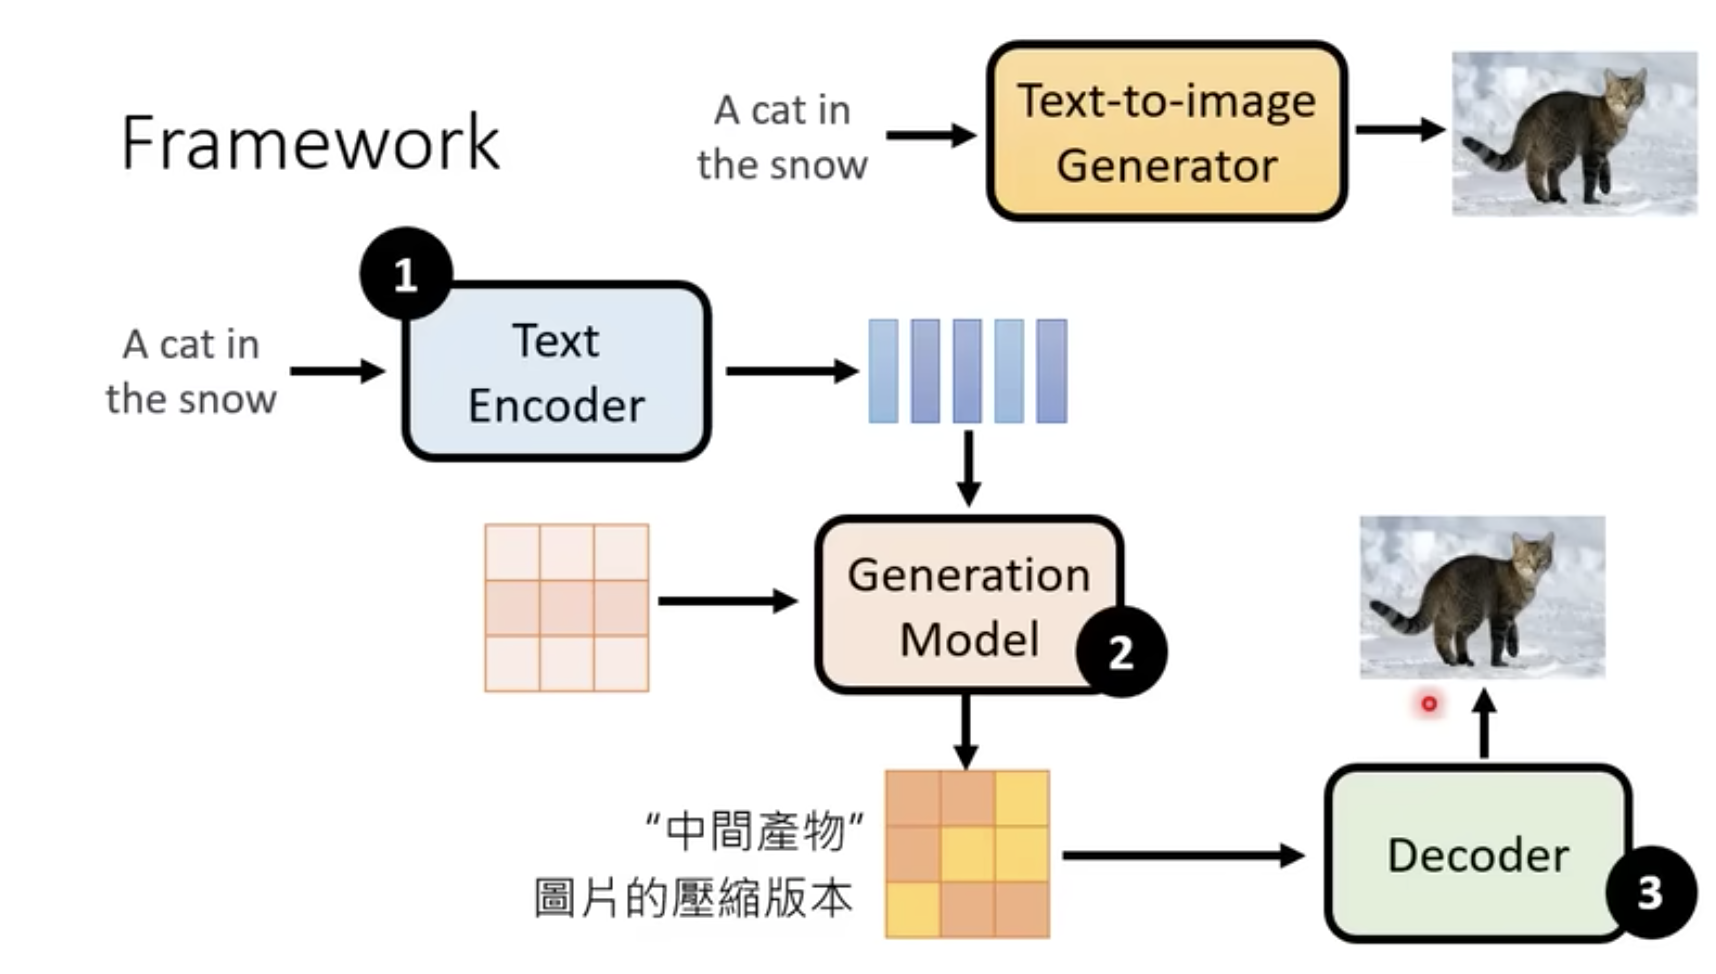 Framework
A cat in
the snow
Text-to-image
Generator
1
A cat in
the snow
Text
Encoder
Generation
Model
2
“中間產物”
圖片的壓縮版本
Decoder
3